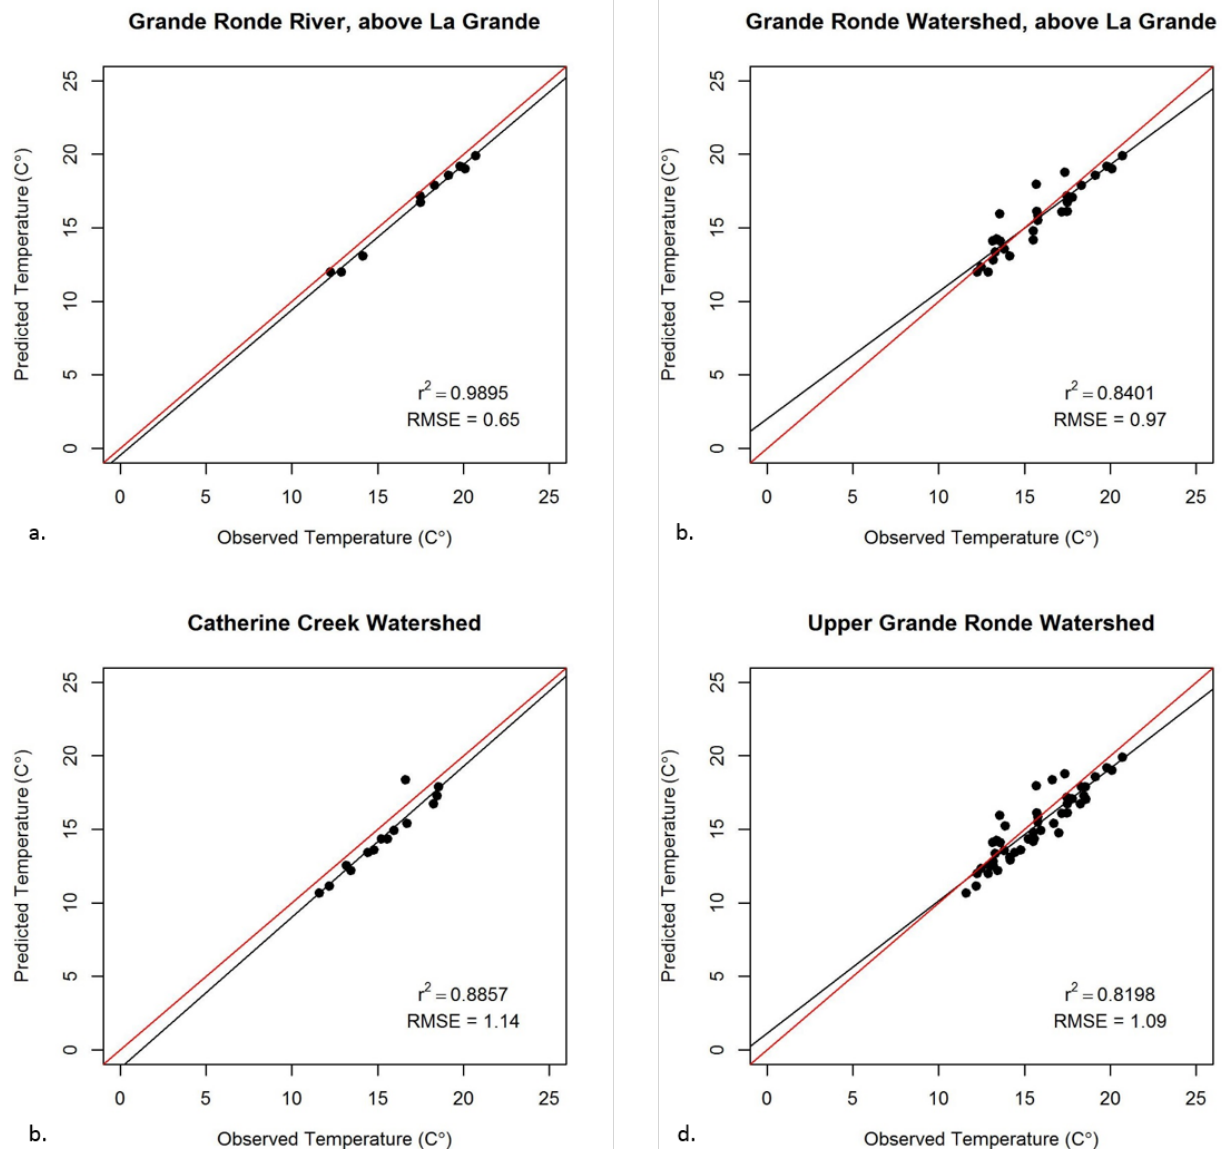 Grande Ronde River, above La Grande
Predicted Temperature (C°)
25
20
15
10
5
0
r² = 0.9895
RMSE = 0.65
0 5 10 15 20 25
Observed Temperature (C°)
a.
Grande Ronde Watershed, above La Grande
Predicted Temperature (C°)
25
20
15
10
5
0
r² = 0.8401
RMSE = 0.97
0 5 10 15 20 25
Observed Temperature (C°)
b.
Catherine Creek Watershed
Predicted Temperature (C°)
25
20
15
10
5
0
r² = 0.8857
RMSE = 1.14
0 5 10 15 20 25
Observed Temperature (C°)
b.
Upper Grande Ronde Watershed
Predicted Temperature (C°)
25
20
15
10
5
0
r² = 0.8198
RMSE = 1.09
0 5 10 15 20 25
Observed Temperature (C°)
d.